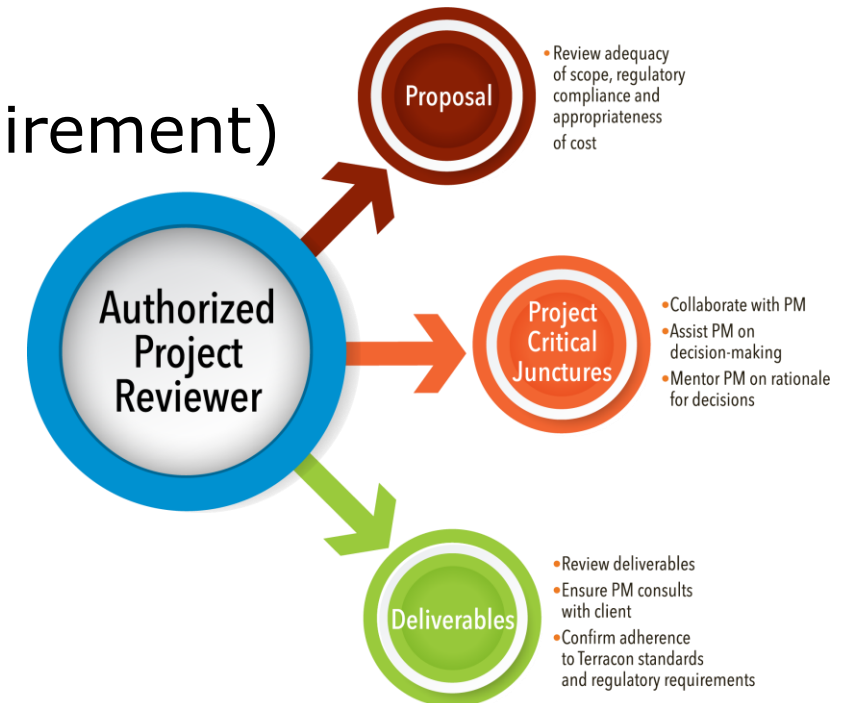 irement)
Proposal
• Review adequacy
of scope, regulatory
compliance and
appropriateness
of cost
Authorized
Project
Reviewer
Project
Critical
Junctures
•Collaborate with PM
•Assist PM on
decision-making
•Mentor PM on rationale
for decisions
Deliverables
•Review deliverables
•Ensure PM consults
with client
•Confirm adherence
to Terracon standards
and regulatory requirements